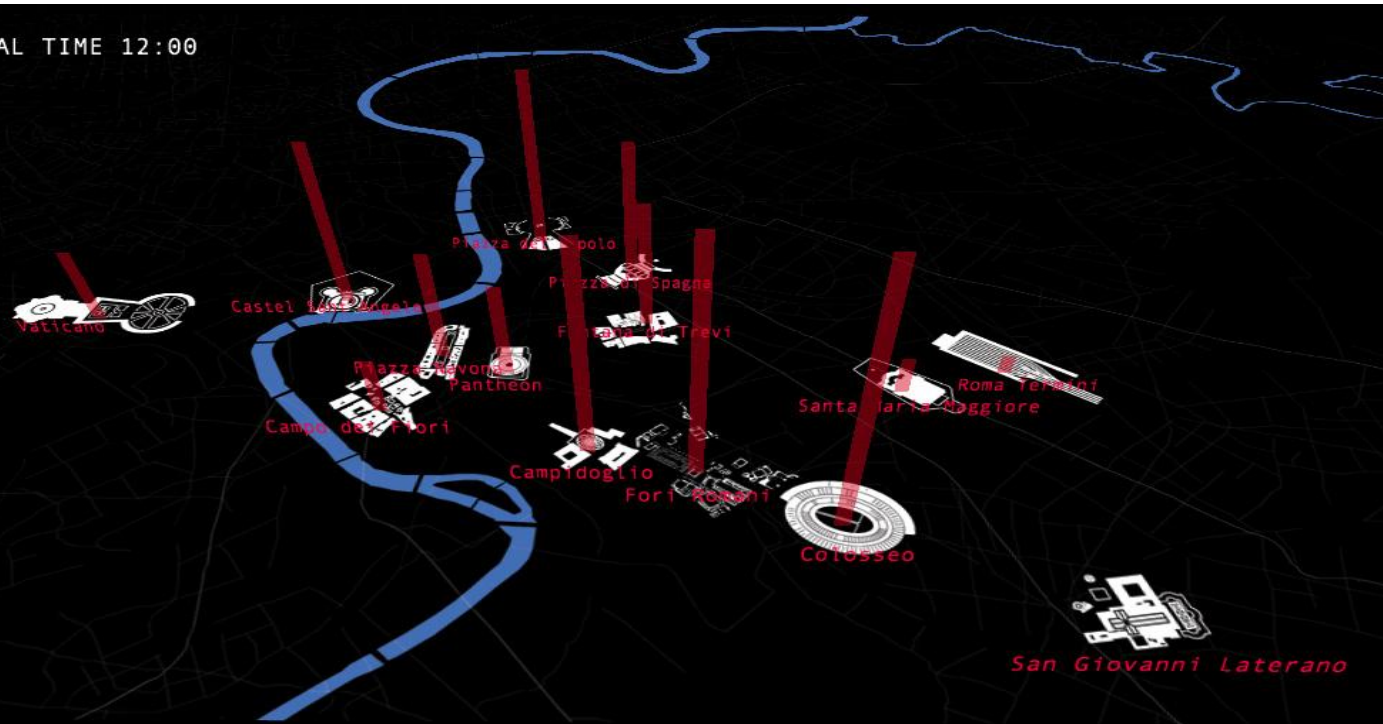 AL TIME 12:00
Piazza del Popolo
Piazza di Spagna
Castel Sant Angelo
Vaticano
Fontana di Trevi
Piazza Navona
Pantheon
Roma Termini
Santa Maria Maggiore
Campo dei Fiori
Campidoglio
Fori Romani
Colosseo
San Giovanni Laterano